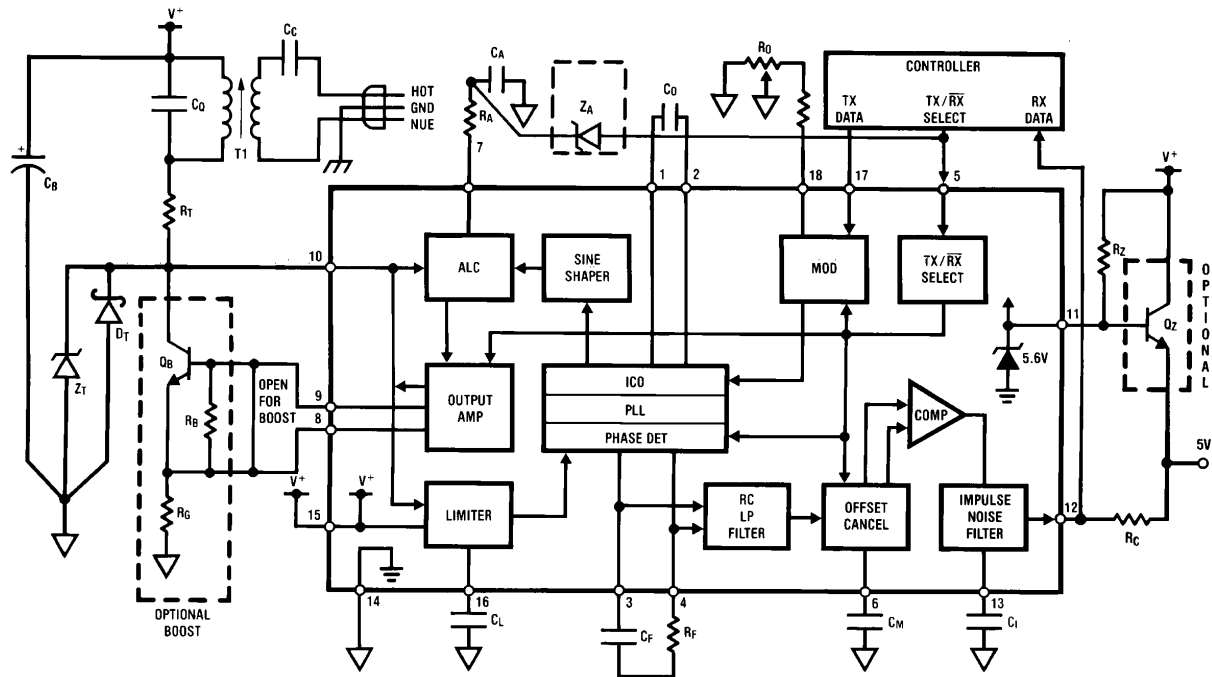 V+
CC
CA
RO
CONTROLLER
TX DATA
TX/RX SELECT
RX DATA
HOT
GND
NUE
CQ
T1
RA
7
ZA
CO
1
2
18
17
5
V+
CB
RT
10
ALC
SINE SHAPER
MOD
TX/RX SELECT
RZ
OPTIONAL
11
QZ
DT
ZT
QB
RB
OPEN FOR BOOST
9
8
OUTPUT AMP
ICO
PLL
PHASE DET
5.6V
COMP
5V
V+
V+
15
RG
LIMITER
RC LP FILTER
OFFSET CANCEL
IMPULSE NOISE FILTER
12
RC
14
16
3
4
6
13
OPTIONAL BOOST
CL
CF
RF
CM
CI